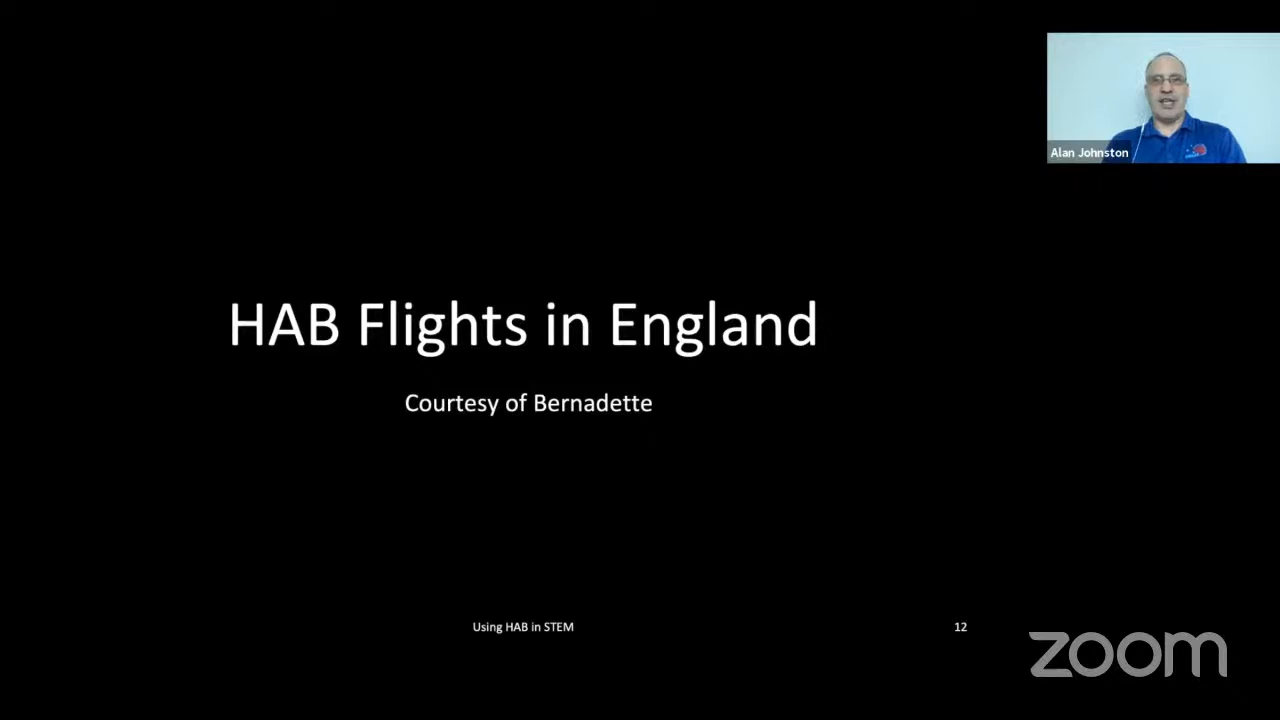 Alan Johnston
HAB Flights in England
Courtesy of Bernadette
Using HAB in STEM
12
zoom